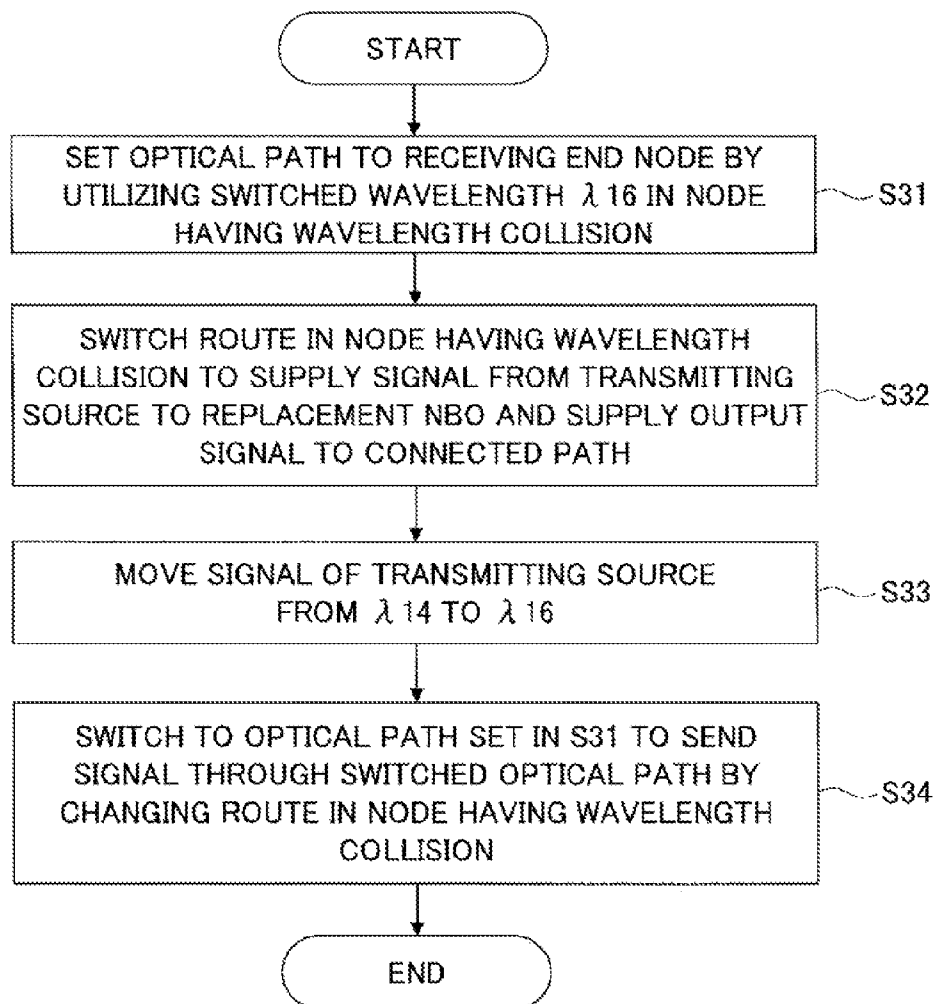 START
SET OPTICAL PATH TO RECEIVING END NODE BY
UTILIZING SWITCHED WAVELENGTH λ16 IN NODE
HAVING WAVELENGTH COLLISION
S31
SWITCH ROUTE IN NODE HAVING WAVELENGTH
COLLISION TO SUPPLY SIGNAL FROM TRANSMITTING
SOURCE TO REPLACEMENT NBO AND SUPPLY OUTPUT
SIGNAL TO CONNECTED PATH
S32
MOVE SIGNAL OF TRANSMITTING SOURCE
FROM λ14 TO λ16
S33
SWITCH TO OPTICAL PATH SET IN S31 TO SEND
SIGNAL THROUGH SWITCHED OPTICAL PATH BY
CHANGING ROUTE IN NODE HAVING WAVELENGTH
COLLISION
S34
END